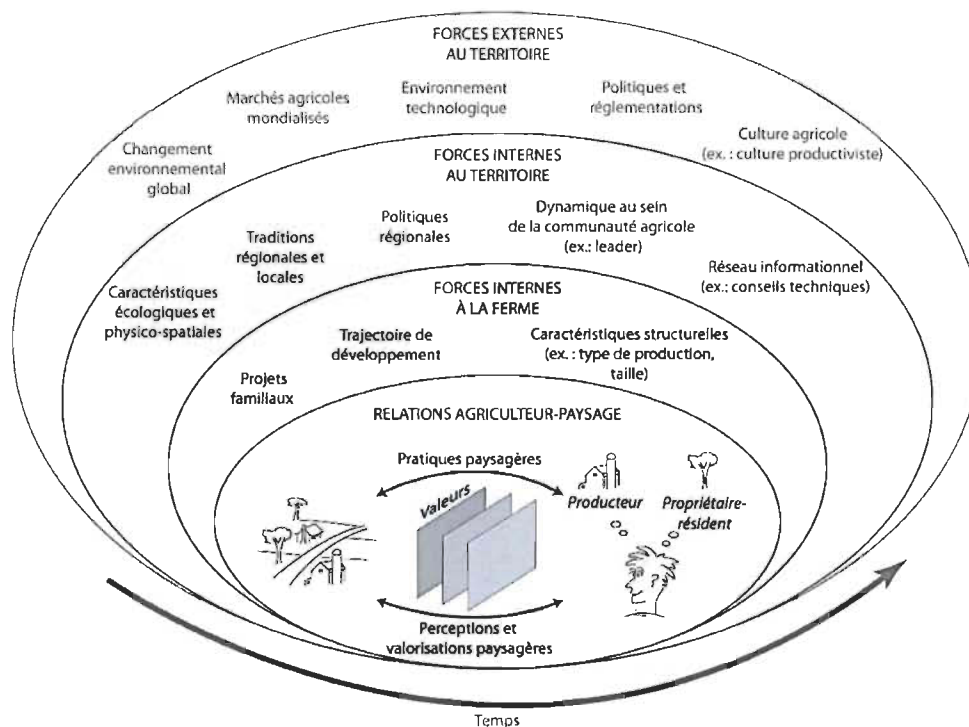 FORCES EXTERNES
AU TERRITOIRE
Marchés agricoles
mondialisés
Environnement
technologique
Politiques et
réglementations
Changement
environnemental
global
Culture agricole
(ex. : culture productiviste)
FORCES INTERNES
AU TERRITOIRE
Caractéristiques
écologiques et
physico-spatiales
Traditions
régionales et
locales
Politiques
régionales
Dynamique au sein
de la communauté agricole
(ex.: leader)
Réseau informationnel
(ex.: conseils techniques)
FORCES INTERNES
À LA FERME
Projets
familiaux
Trajectoire de
développement
Caractéristiques structurelles
(ex. : type de production,
taille)
RELATIONS AGRICULTEUR-PAYSAGE
Pratiques paysagères
Valeurs
Producteur
Propriétaire-
résident
Perceptions et
valorisations paysagères
Temps